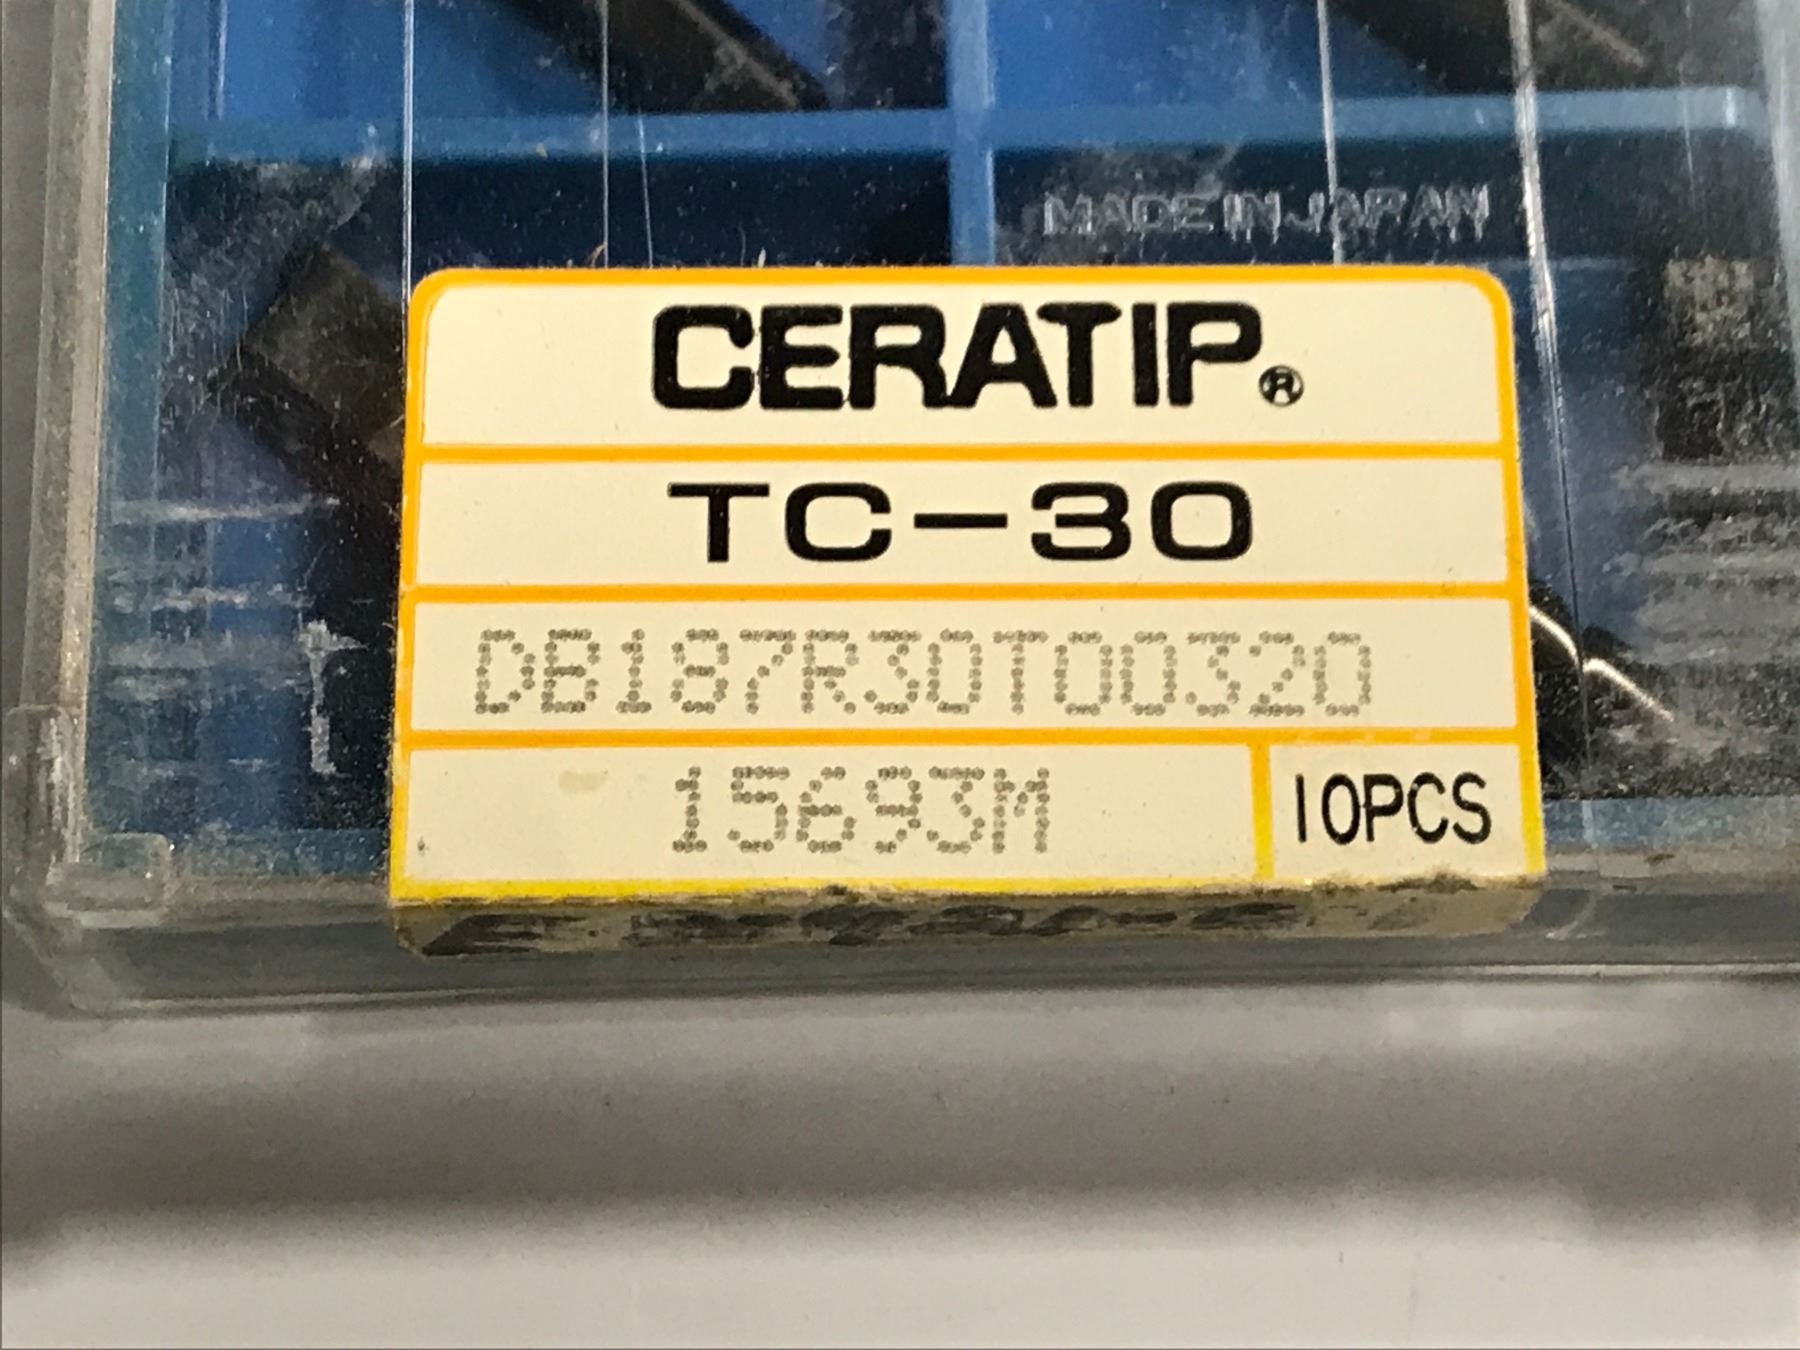 MADE IN JAPAN
CERATIP®
TC-30
DB187R30T00320
15693M
10PCS